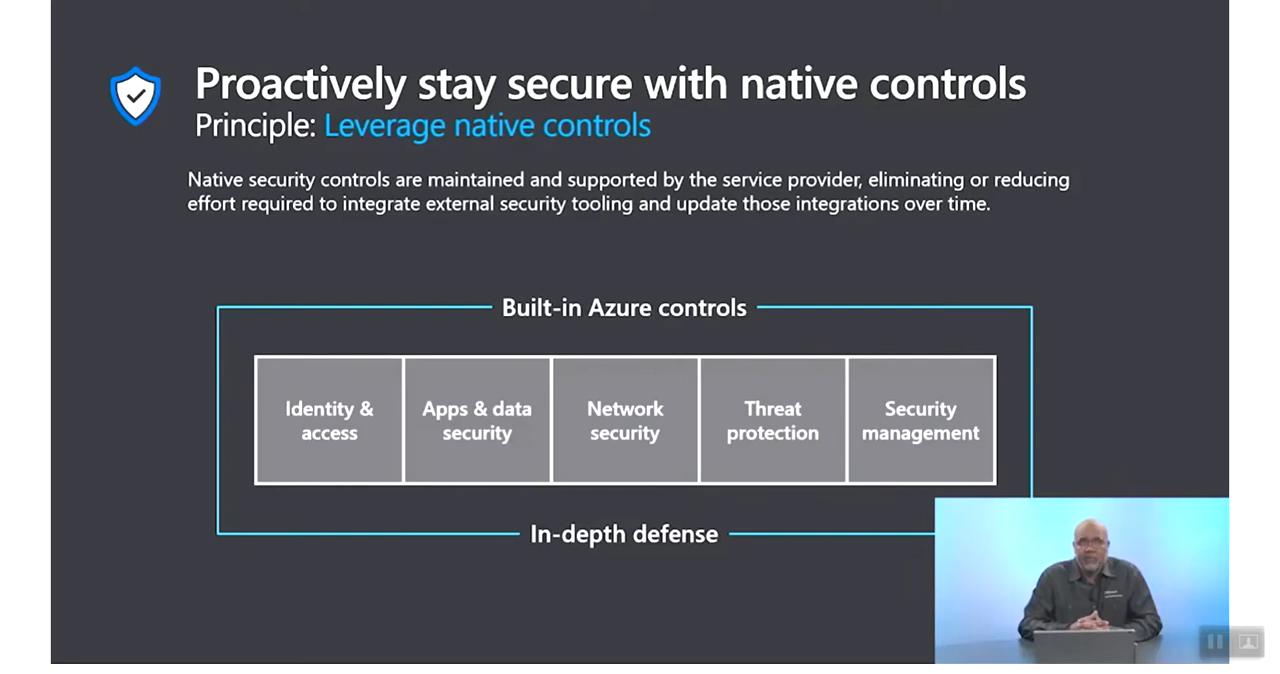 Proactively stay secure with native controls
Principle: Leverage native controls
Native security controls are maintained and supported by the service provider, eliminating or reducing
effort required to integrate external security tooling and update those integrations over time.
Built-in Azure controls
Identity &
access
Apps & data
security
Network
security
Threat
protection
Security
management
In-depth defense